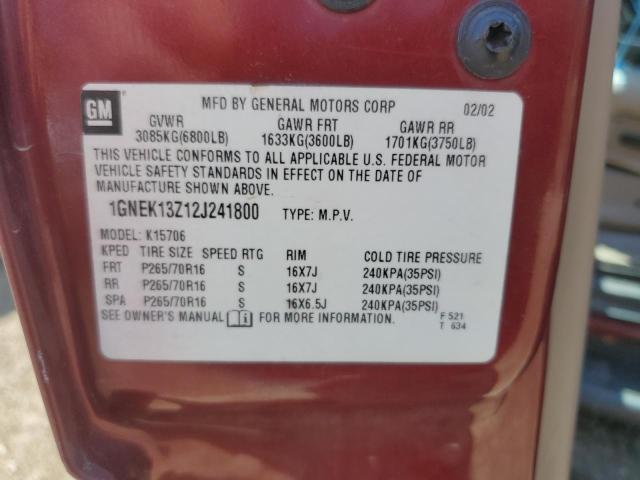 GM
MFD BY GENERAL MOTORS CORP 02/02
GVWR GAWR FRT GAWR RR
3085KG(6800LB) 1633KG(3600LB) 1701KG(3750LB)
THIS VEHICLE CONFORMS TO ALL APPLICABLE U.S. FEDERAL MOTOR
VEHICLE SAFETY STANDARDS IN EFFECT ON THE DATE OF
MANUFACTURE SHOWN ABOVE.
1GNEK13Z12J241800 TYPE: M.P.V.
MODEL: K15706
KPED TIRE SIZE SPEED RTG RIM COLD TIRE PRESSURE
FRT P265/70R16 S 16X7J 240KPA(35PSI)
RR P265/70R16 S 16X7J 240KPA(35PSI)
SPA P265/70R16 S 16X6.5J 240KPA(35PSI)
SEE OWNER'S MANUAL i FOR MORE INFORMATION. F 521
T 634